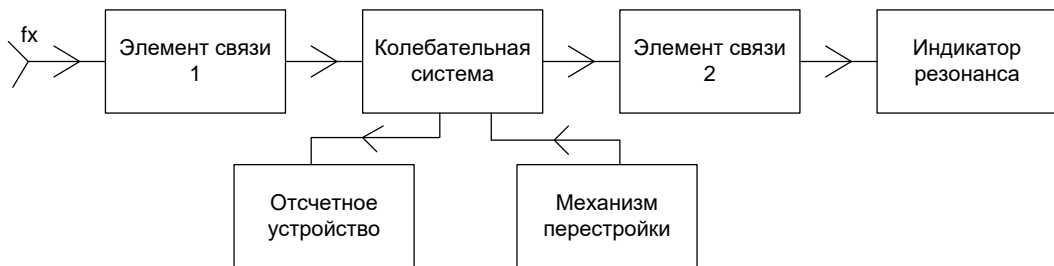 fx
Элемент связи
1
Колебательная
система
Элемент связи
2
Индикатор
резонанса
Отсчетное
устройство
Механизм
перестройки